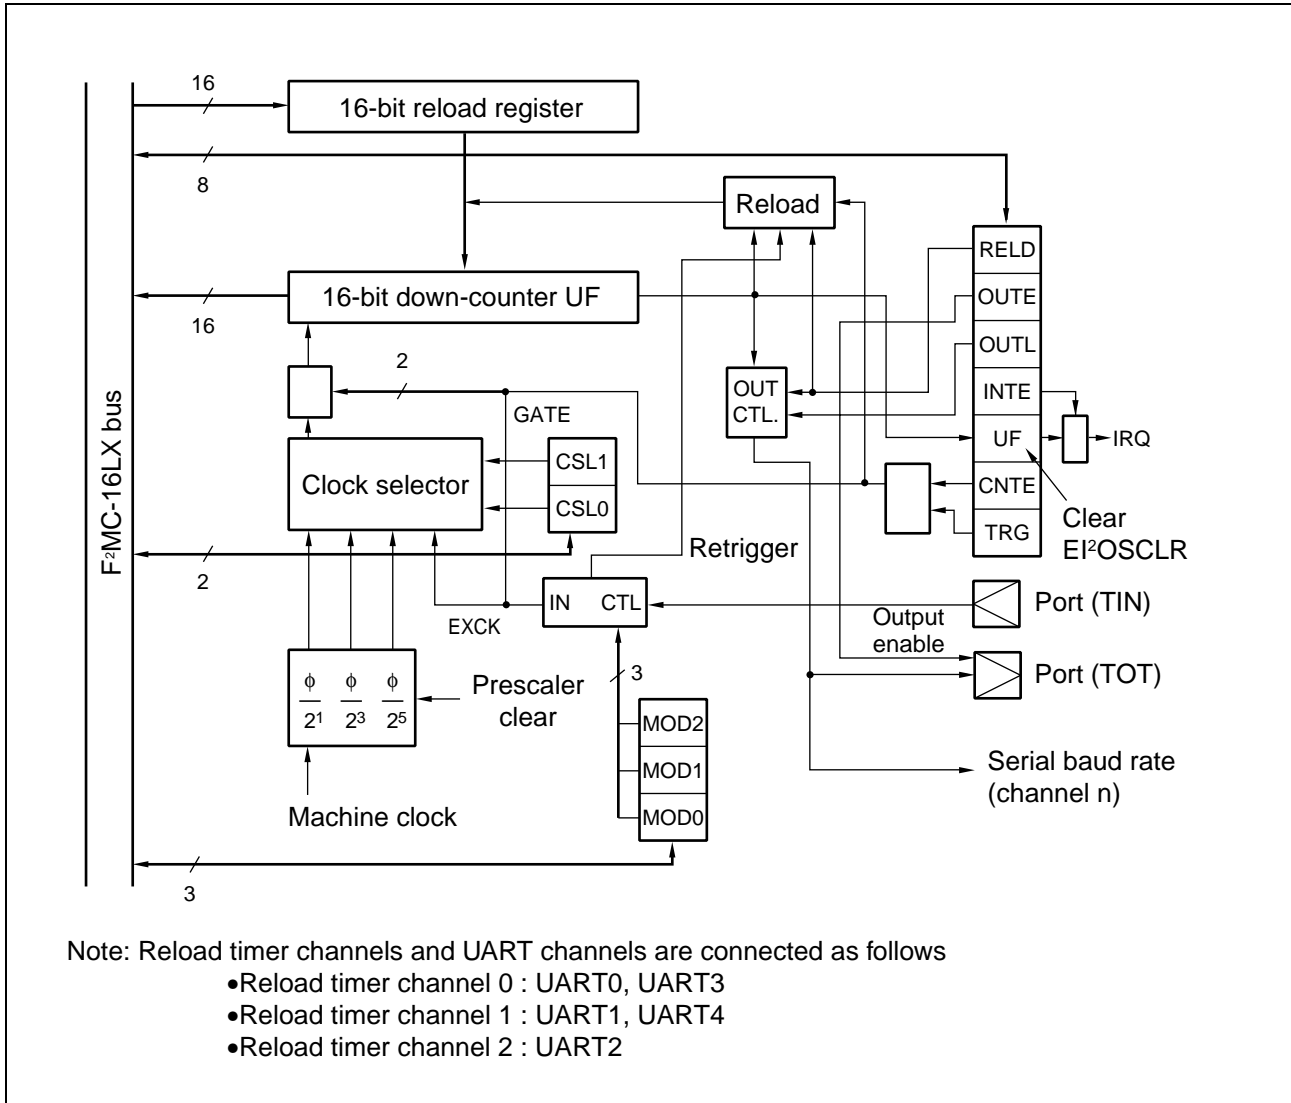 16
16-bit reload register
8
Reload
RELD
16-bit down-counter UF
OUTE
16
OUTL
2
OUT
CTL.
INTE
GATE
UF
IRQ
F²MC-16LX bus
Clock selector
CSL1
CSL0
CNTE
TRG
Clear
EI²OSCLR
2
Retrigger
IN CTL
Port (TIN)
EXCK
Output
enable
3
Port (TOT)
ϕ ϕ ϕ
2¹ 2³ 2⁵
Prescaler
clear
MOD2
MOD1
MOD0
Machine clock
Serial baud rate
(channel n)
3
Note: Reload timer channels and UART channels are connected as follows
•Reload timer channel 0 : UART0, UART3
•Reload timer channel 1 : UART1, UART4
•Reload timer channel 2 : UART2